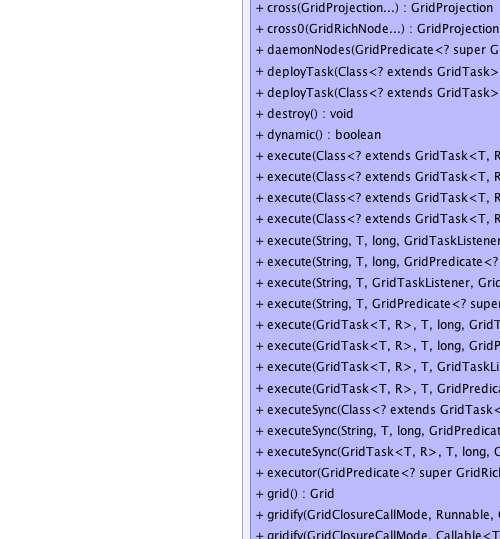 + cross(GridProjection...) : GridProjection
+ cross0(GridRichNode...) : GridProjection
+ daemonNodes(GridPredicate<? super G
+ deployTask(Class<? extends GridTask>
+ deployTask(Class<? extends GridTask>
+ destroy() : void
+ dynamic() : boolean
+ execute(Class<? extends GridTask<T, R
+ execute(Class<? extends GridTask<T, R
+ execute(Class<? extends GridTask<T, R
+ execute(Class<? extends GridTask<T, R
+ execute(String, T, long, GridTaskListener
+ execute(String, T, long, GridPredicate<?
+ execute(String, T, GridTaskListener, Grid
+ execute(String, T, GridPredicate<? supe
+ execute(GridTask<T, R>, T, long, GridT
+ execute(GridTask<T, R>, T, long, GridP
+ execute(GridTask<T, R>, T, GridTaskLi
+ execute(GridTask<T, R>, T, GridPredica
+ executeSync(Class<? extends GridTask<
+ executeSync(String, T, long, GridPredicat
+ executeSync(GridTask<T, R>, T, long, G
+ executor(GridPredicate<? super GridRich
+ grid() : Grid
+ gridify(GridClosureCallMode, Runnable, G
+ gridify(GridClosureCallMode, Callable<T